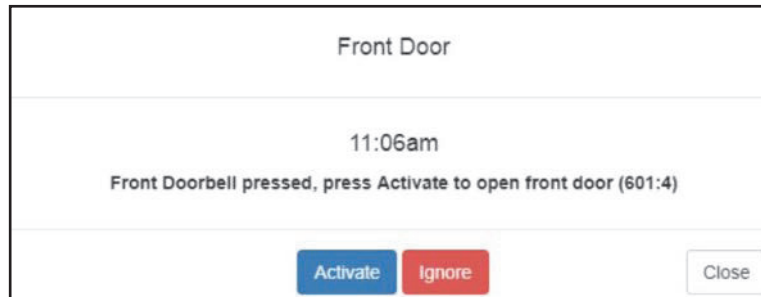 Front Door
11:06am
Front Doorbell pressed, press Activate to open front door (601:4)
Activate Ignore Close